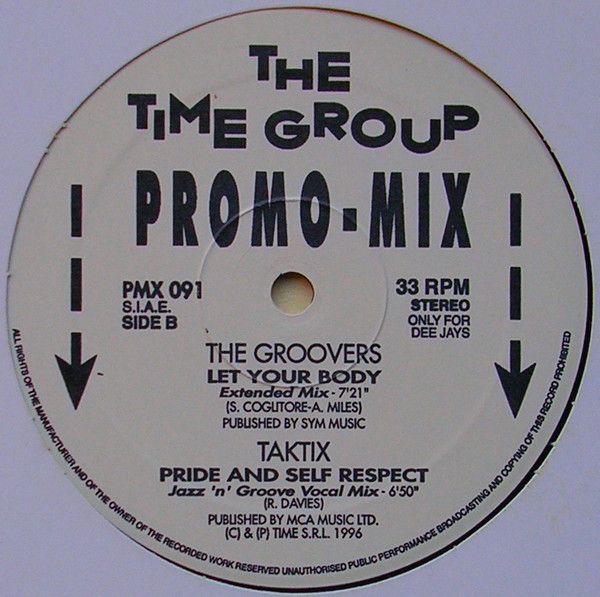 THE
TIME GROUP
PROMO-MIX
PMX 091
S.I.A.E.
SIDE B
33 RPM
STEREO
ONLY FOR
DEE JAYS
THE GROOVERS
LET YOUR BODY
Extended Mix - 7'21"
(S. COGLITORE-A. MILES)
PUBLISHED BY SYM MUSIC
TAKTIX
PRIDE AND SELF RESPECT
Jazz 'n' Groove Vocal Mix - 6'50"
(R. DAVIES)
PUBLISHED BY MCA MUSIC LTD.
(C) & (P) TIME S.R.L. 1996
ALL RIGHTS OF THE MANUFACTURER AND OF THE OWNER OF THE RECORDED WORK RESERVED UNAUTHORISED PUBLIC PERFORMANCE BROADCASTING AND COPYING OF THIS RECORD PROHIBITED